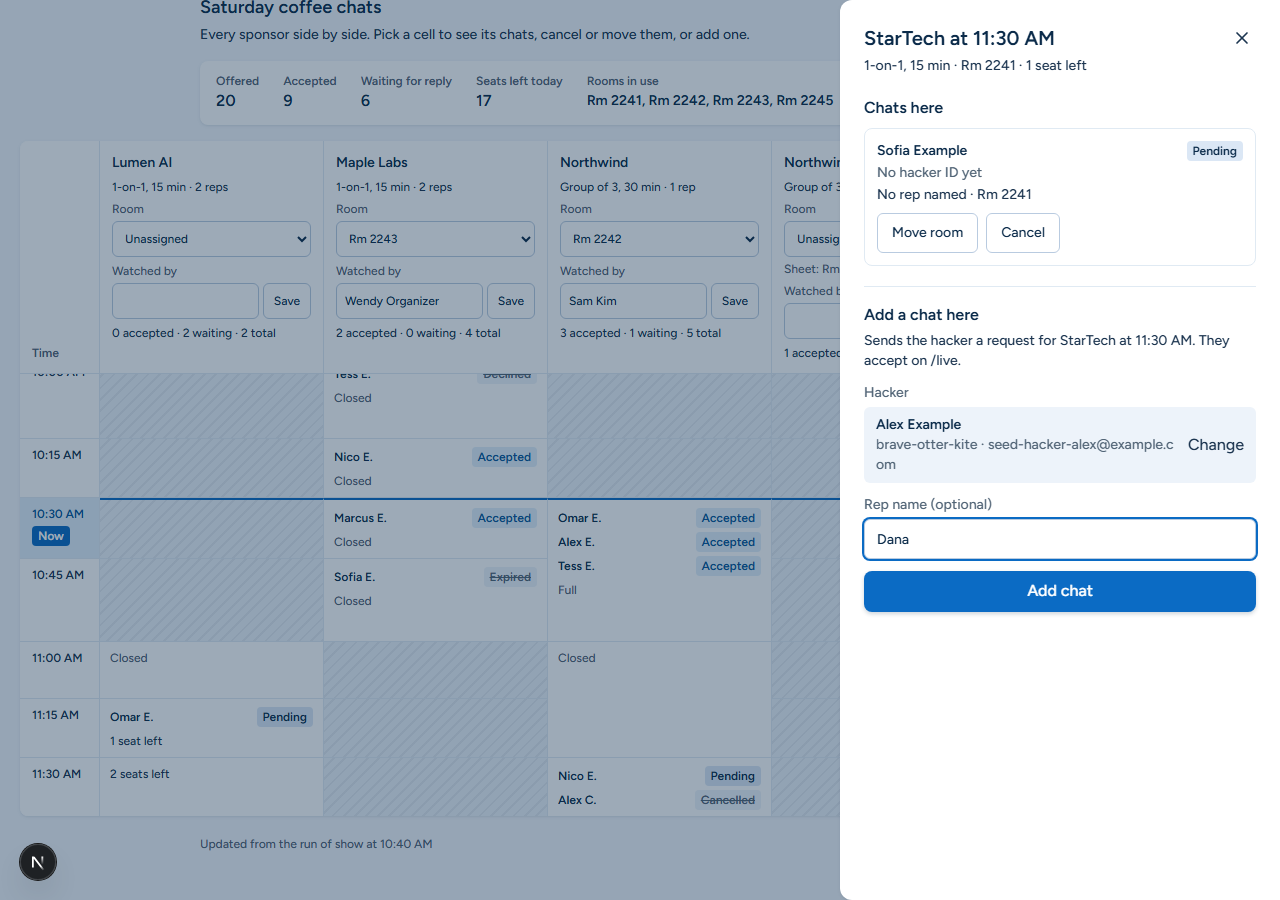 Saturday coffee chats
Every sponsor side by side. Pick a cell to see its chats, cancel or move them, or add one.
Offered
20
Accepted
9
Waiting for reply
6
Seats left today
17
Rooms in use
Rm 2241, Rm 2242, Rm 2243, Rm 2245
Time
Lumen AI
1-on-1, 15 min · 2 reps
Room
Unassigned
Watched by
Save
0 accepted · 2 waiting · 2 total
Maple Labs
1-on-1, 15 min · 2 reps
Room
Rm 2243
Watched by
Wendy Organizer
Save
2 accepted · 0 waiting · 4 total
Northwind
Group of 3, 30 min · 1 rep
Room
Rm 2242
Watched by
Sam Kim
Save
3 accepted · 1 waiting · 5 total
Northwin
Group of 3
Room
Unassig
Sheet: Rm
Watched b
1 accepted
Tess E. Declined
Closed
10:15 AM
Nico E. Accepted
Closed
10:30 AM
Now
Marcus E. Accepted
Closed
Omar E. Accepted
Alex E. Accepted
Tess E. Accepted
Full
10:45 AM
Sofia E. Expired
Closed
11:00 AM
Closed
Closed
11:15 AM
Omar E. Pending
1 seat left
11:30 AM
2 seats left
Nico E. Pending
Alex C. Cancelled
Updated from the run of show at 10:40 AM
N
StarTech at 11:30 AM
1-on-1, 15 min · Rm 2241 · 1 seat left
Chats here
Sofia Example Pending
No hacker ID yet
No rep named · Rm 2241
Move room Cancel
Add a chat here
Sends the hacker a request for StarTech at 11:30 AM. They
accept on /live.
Hacker
Alex Example
brave-otter-kite · seed-hacker-alex@example.c
om
Change
Rep name (optional)
Dana
Add chat